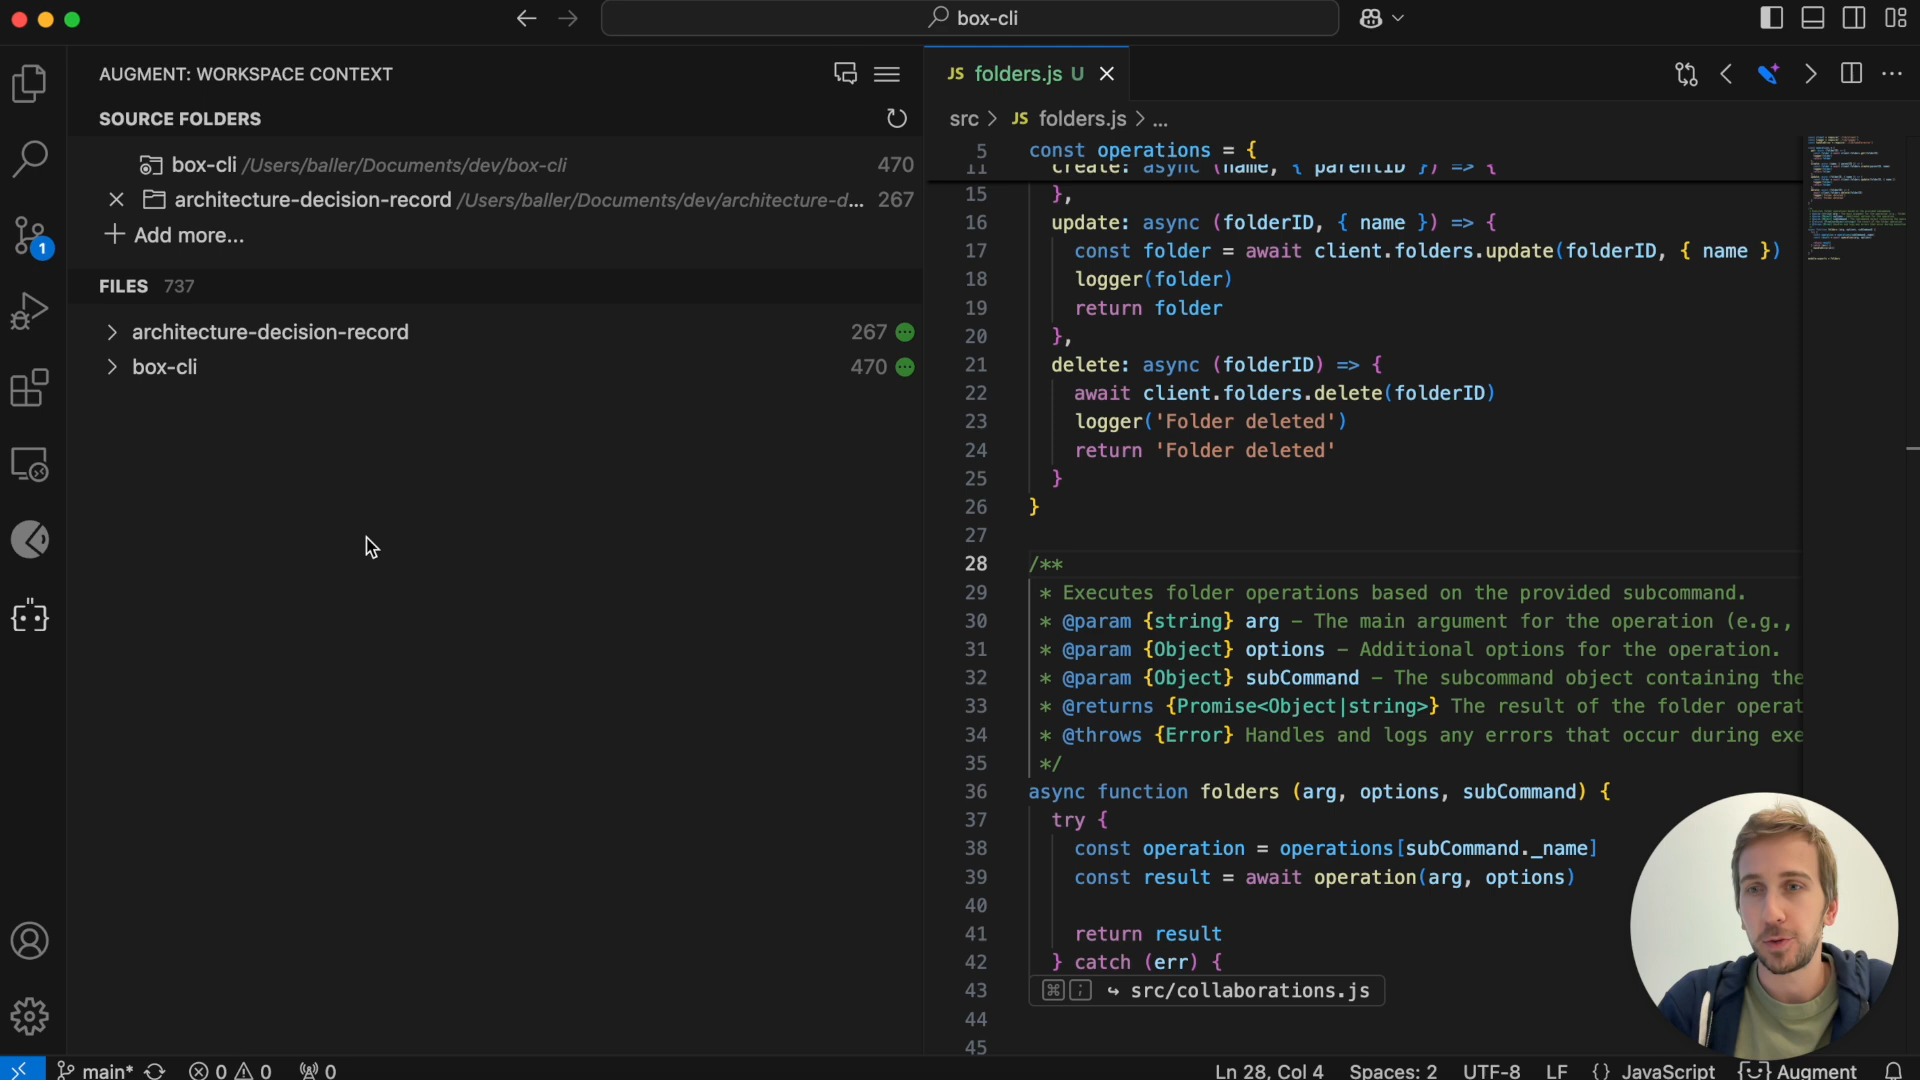 box-cli
AUGMENT: WORKSPACE CONTEXT
SOURCE FOLDERS
box-cli /Users/baller/Documents/dev/box-cli 470
architecture-decision-record /Users/baller/Documents/dev/architecture-d... 267
Add more...
FILES 737
architecture-decision-record 267
box-cli 470
1
JS folders.js U
src > JS folders.js > ...
5 const operations = {
11 create: async (name, { parentID }) => {
15 },
16 update: async (folderID, { name }) => {
17 const folder = await client.folders.update(folderID, { name })
18 logger(folder)
19 return folder
20 },
21 delete: async (folderID) => {
22 await client.folders.delete(folderID)
23 logger('Folder deleted')
24 return 'Folder deleted'
25 }
26 }
27
28 /**
29 * Executes folder operations based on the provided subcommand.
30 * @param {string} arg – The main argument for the operation (e.g.,
31 * @param {Object} options – Additional options for the operation.
32 * @param {Object} subCommand – The subcommand object containing the
33 * @returns {Promise<Object|string>} The result of the folder operat
34 * @throws {Error} Handles and logs any errors that occur during exe
35 */
36 async function folders (arg, options, subCommand) {
37 try {
38 const operation = operations[subCommand._name]
39 const result = await operation(arg, options)
40
41 return result
42 } catch (err) {
43 ⌘ ; ↪ src/collaborations.js
44
45
main* 0 0 0
Ln 28, Col 4 Spaces: 2 UTF-8 LF {} JavaScript Augment